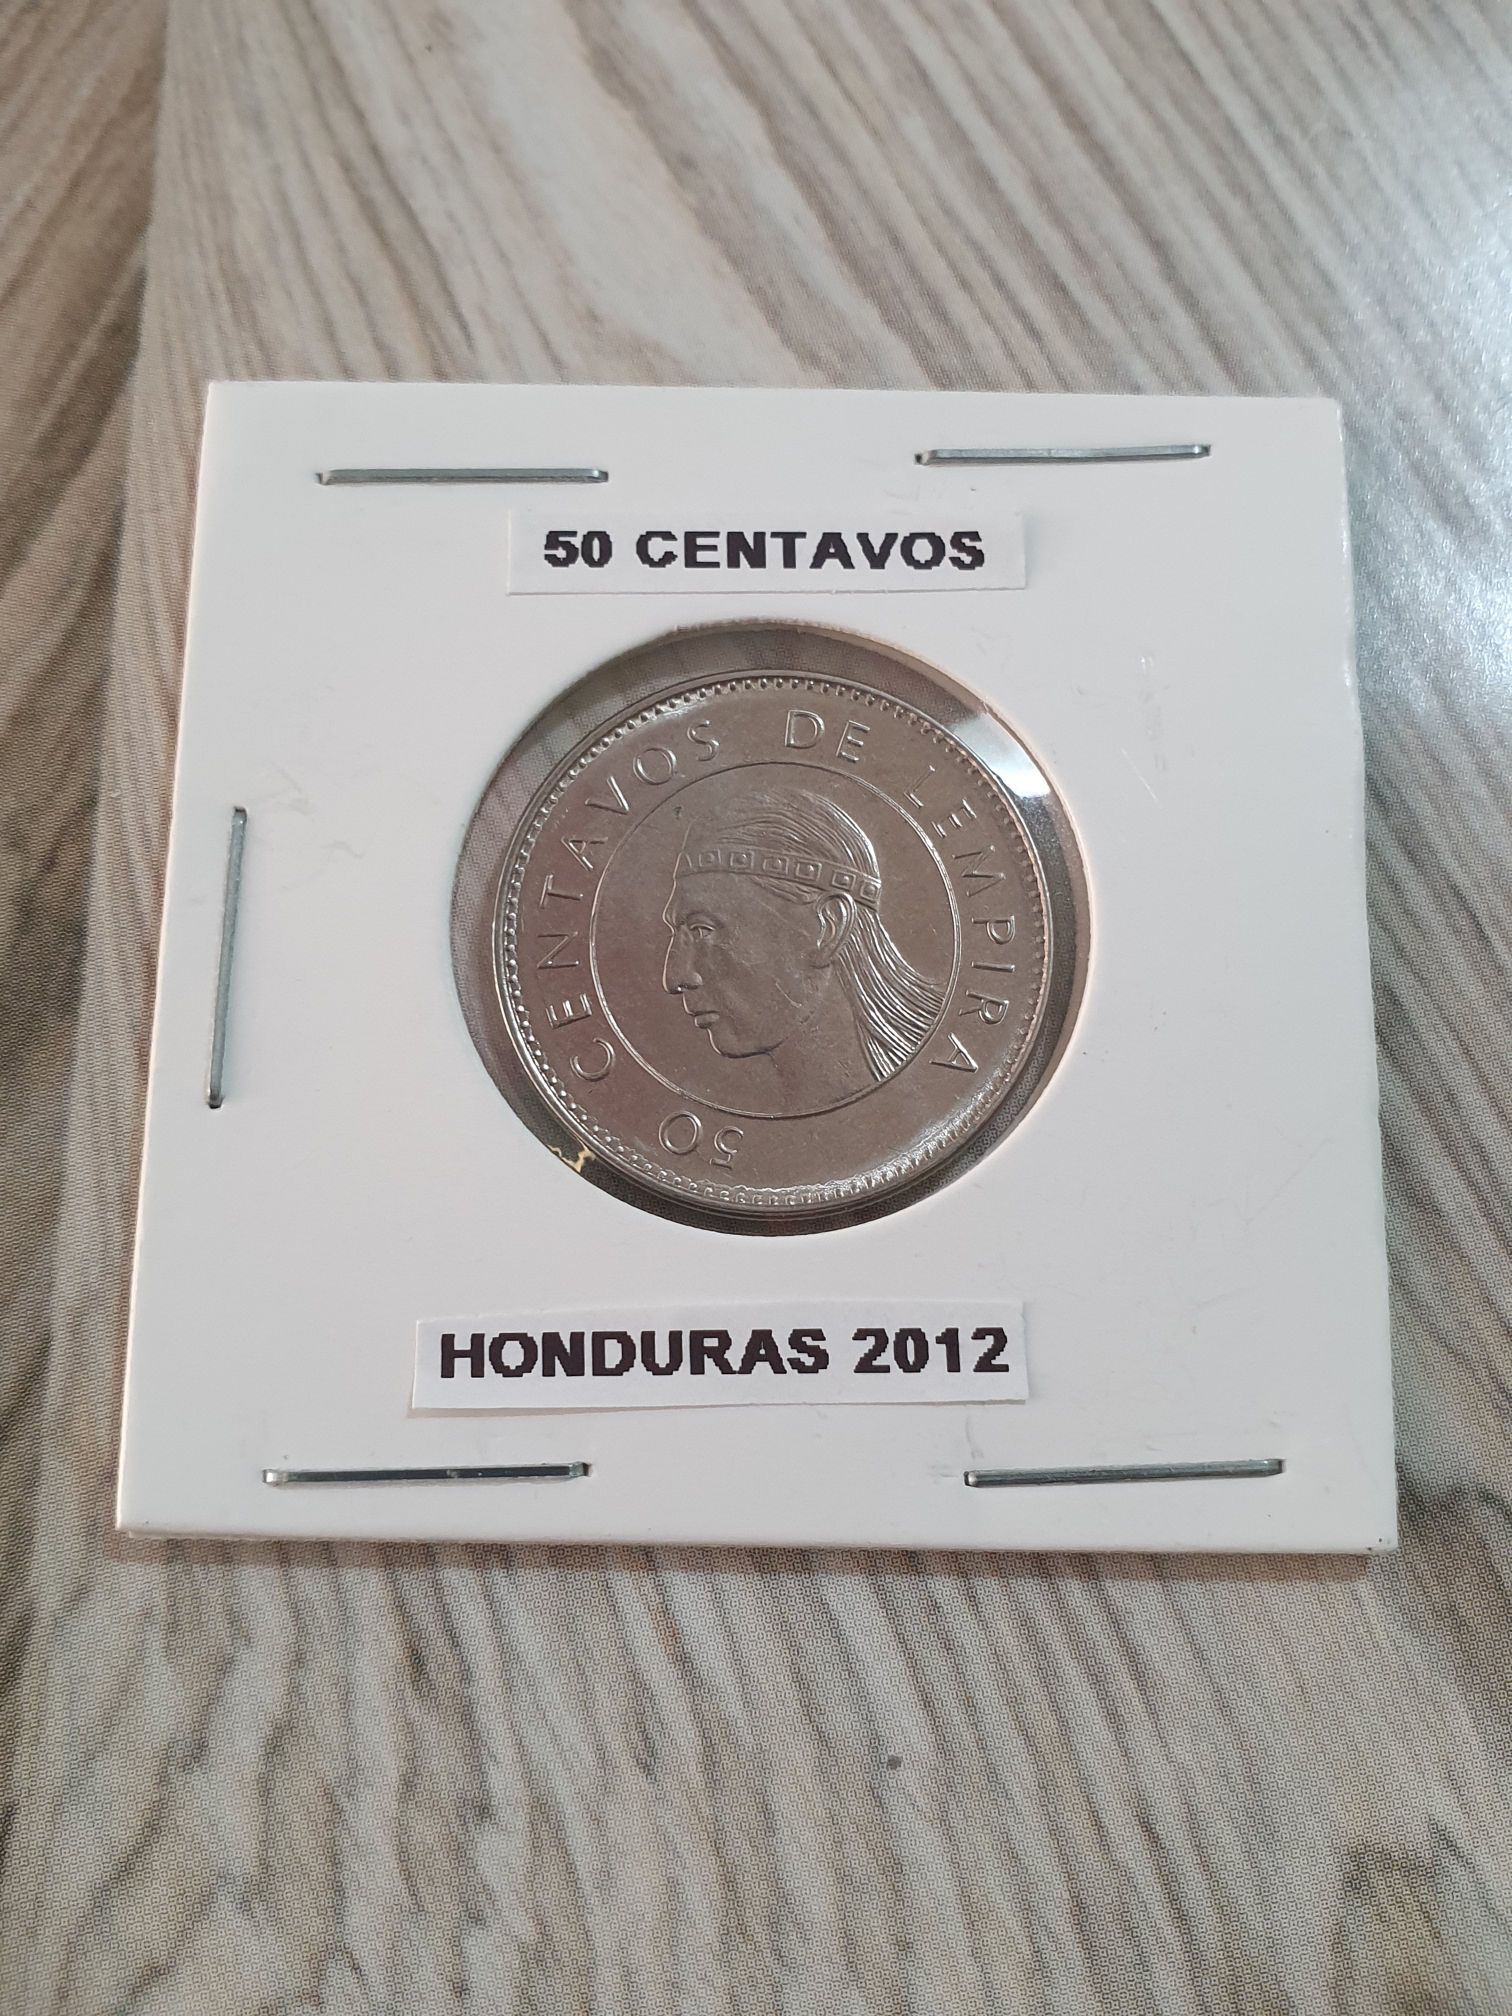 50 CENTAVOS
50 CENTAVOS DE LEMPIRA
HONDURAS 2012